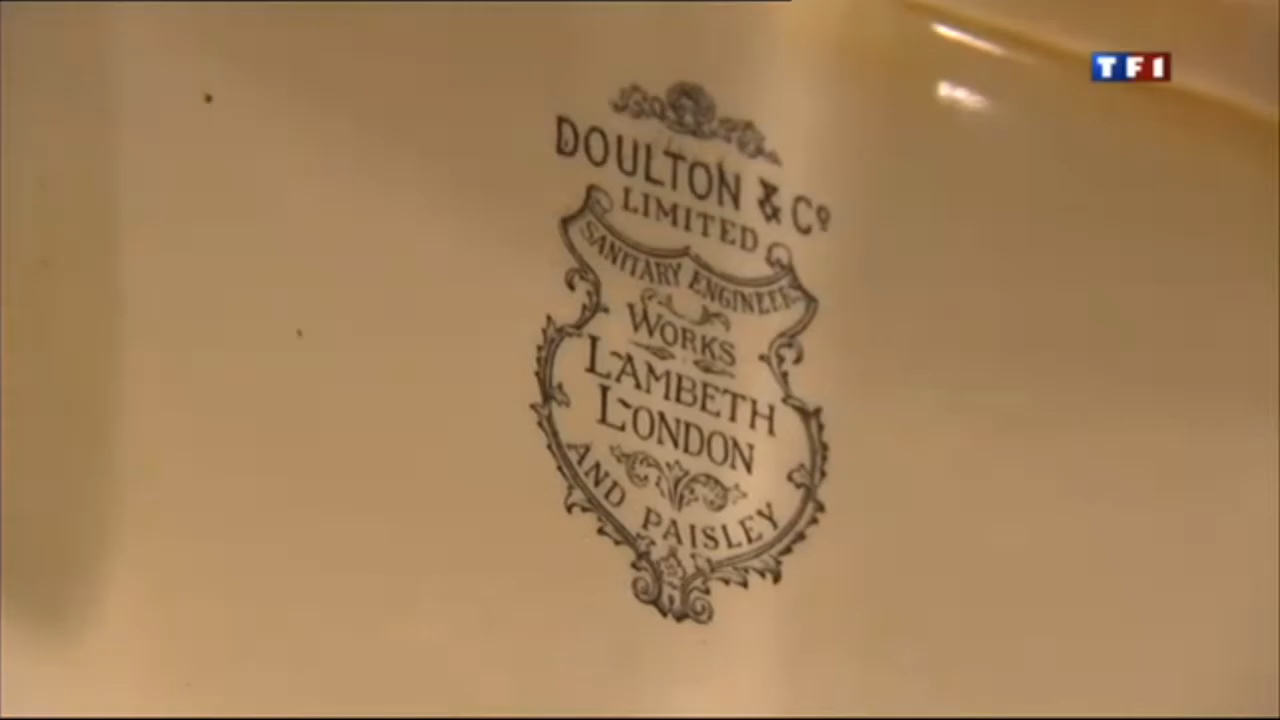 TF1
DOULTON & Cº
LIMITED
SANITARY ENGINEERS
WORKS
LAMBETH
LONDON
AND PAISLEY